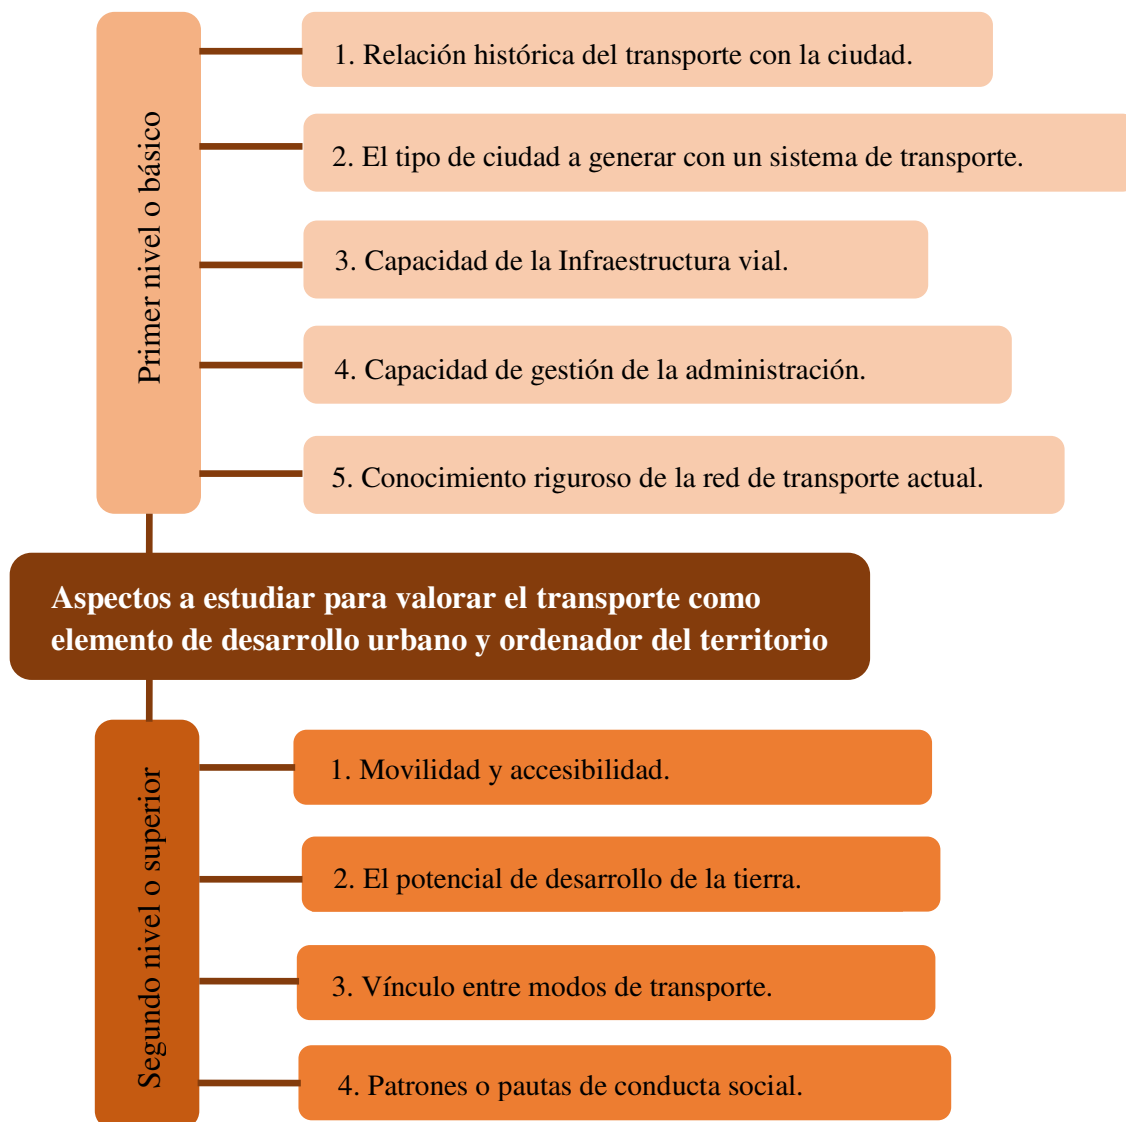 Primer nivel o básico
1. Relación histórica del transporte con la ciudad.
2. El tipo de ciudad a generar con un sistema de transporte.
3. Capacidad de la Infraestructura vial.
4. Capacidad de gestión de la administración.
5. Conocimiento riguroso de la red de transporte actual.
Aspectos a estudiar para valorar el transporte como
elemento de desarrollo urbano y ordenador del territorio
Segundo nivel o superior
1. Movilidad y accesibilidad.
2. El potencial de desarrollo de la tierra.
3. Vínculo entre modos de transporte.
4. Patrones o pautas de conducta social.